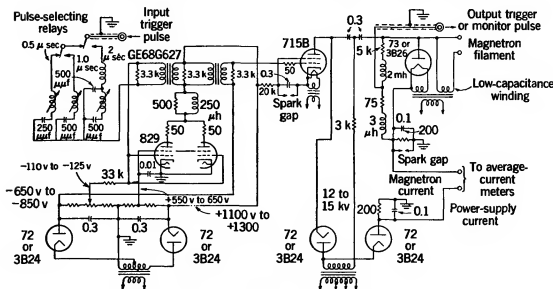 Pulse-selecting
relays
Input
trigger
pulse
0.5 μ sec
1.0
μ sec
2
μ sec
500
μμf
250
μμf
500
μμf
500
GE68G627
3.3 k
3.3 k
3.3 k
3.3 k
500
250
μh
829
50
50
0.01
33 k
-110 v to -125 v
-650 v to
-850 v
+550 v to 650 v
+1100 v to
+1300
0.3
0.3
72
or
3B24
72
or
3B24
715B
50
0.3
20 k
Spark
gap
0.3
3 k
12 to
15 kv
72
or
3B24
72
or
3B24
5 k
73 or
3B26
2 mh
75
3
μh
0.1
200
Spark gap
Magnetron
current
200
0.1
Output trigger
or monitor pulse
Magnetron
filament
Low-capacitance
winding
To average-
current
meters
Power-supply
current